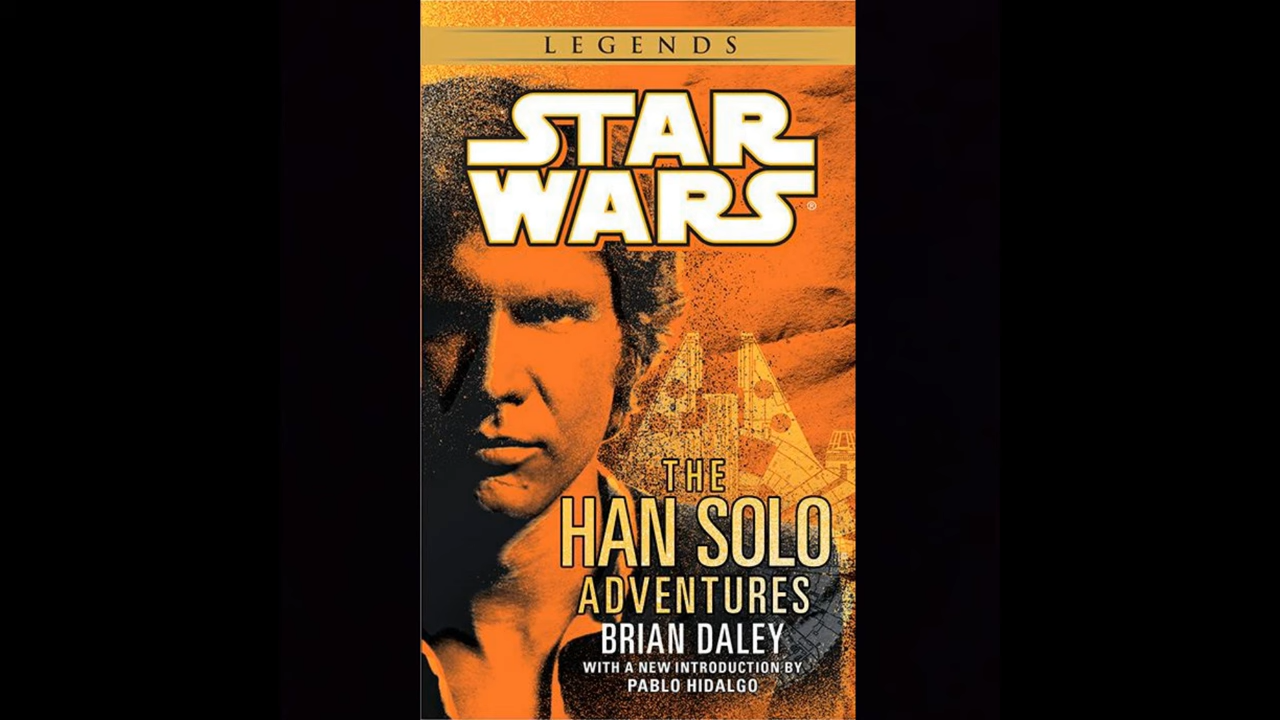 LEGENDS
STAR
WARS®
THE
HAN SOLO
ADVENTURES
BRIAN DALEY
WITH A NEW INTRODUCTION BY
PABLO HIDALGO